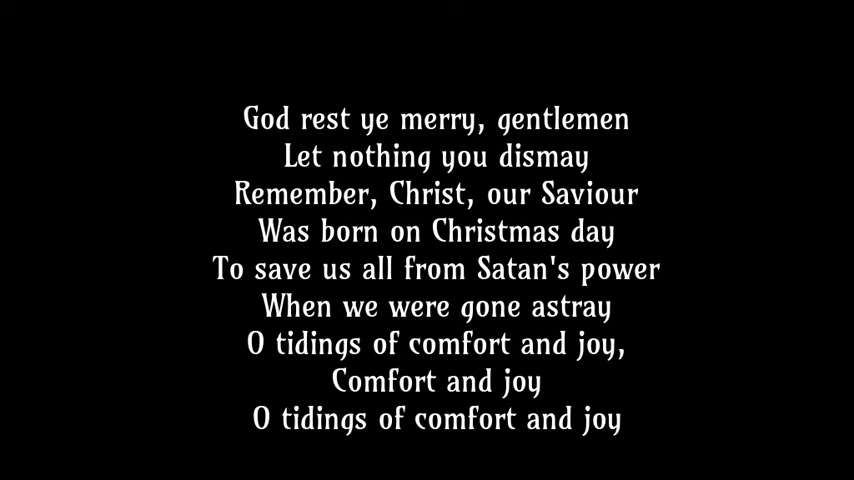 God rest ye merry, gentlemen
Let nothing you dismay
Remember, Christ, our Saviour
Was born on Christmas day
To save us all from Satan's power
When we were gone astray
O tidings of comfort and joy,
Comfort and joy
O tidings of comfort and joy